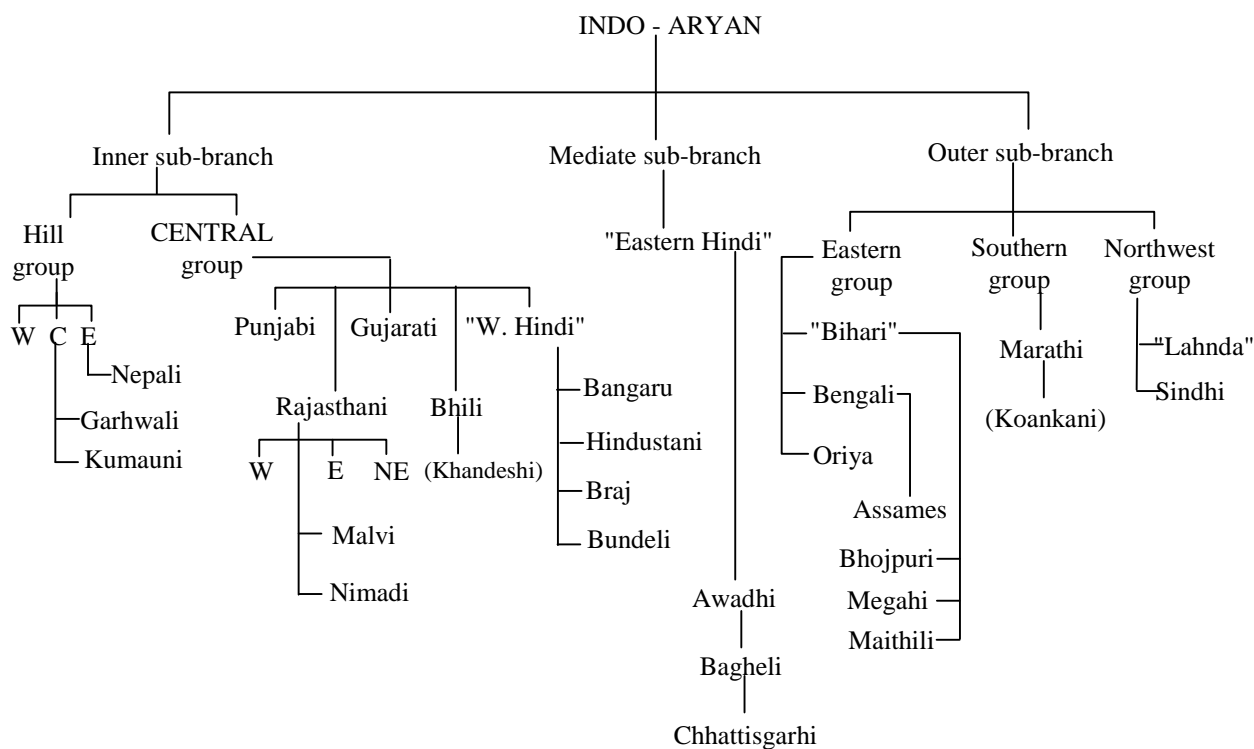 INDO - ARYAN
Inner sub-branch
Mediate sub-branch
Outer sub-branch
Hill
group
CENTRAL
group
"Eastern Hindi"
Eastern
group
Southern
group
Northwest
group
W C E
Nepali
Garhwali
Kumauni
Punjabi
Gujarati
"W. Hindi"
Rajasthani
Bhili
W E NE
(Khandeshi)
Malvi
Nimadi
Bangaru
Hindustani
Braj
Bundeli
Awadhi
Bagheli
Chhattisgarhi
"Bihari"
Bengali
Oriya
Assames
Bhojpuri
Megahi
Maithili
Marathi
(Koankani)
"Lahnda"
Sindhi